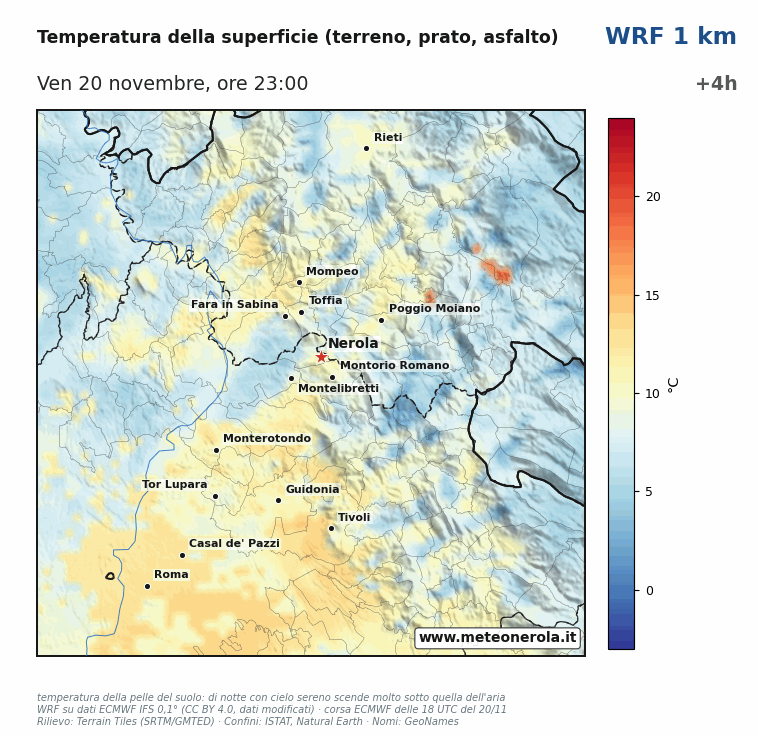 Temperatura della superficie (terreno, prato, asfalto)
WRF 1 km
Ven 20 novembre, ore 23:00
+4h
Rieti
Mompeo
Fara in Sabina
Toffia
Poggio Moiano
Nerola
Montorio Romano
Montelibretti
Monterotondo
Tor Lupara
Guidonia
Tivoli
Casal de' Pazzi
Roma
www.meteonerola.it
20
15
10
5
0
°C
temperatura della pelle del suolo: di notte con cielo sereno scende molto sotto quella dell'aria
WRF su dati ECMWF IFS 0,1° (CC BY 4.0, dati modificati) · corsa ECMWF delle 18 UTC del 20/11
Rilievo: Terrain Tiles (SRTM/GMTED) · Confini: ISTAT, Natural Earth · Nomi: GeoNames